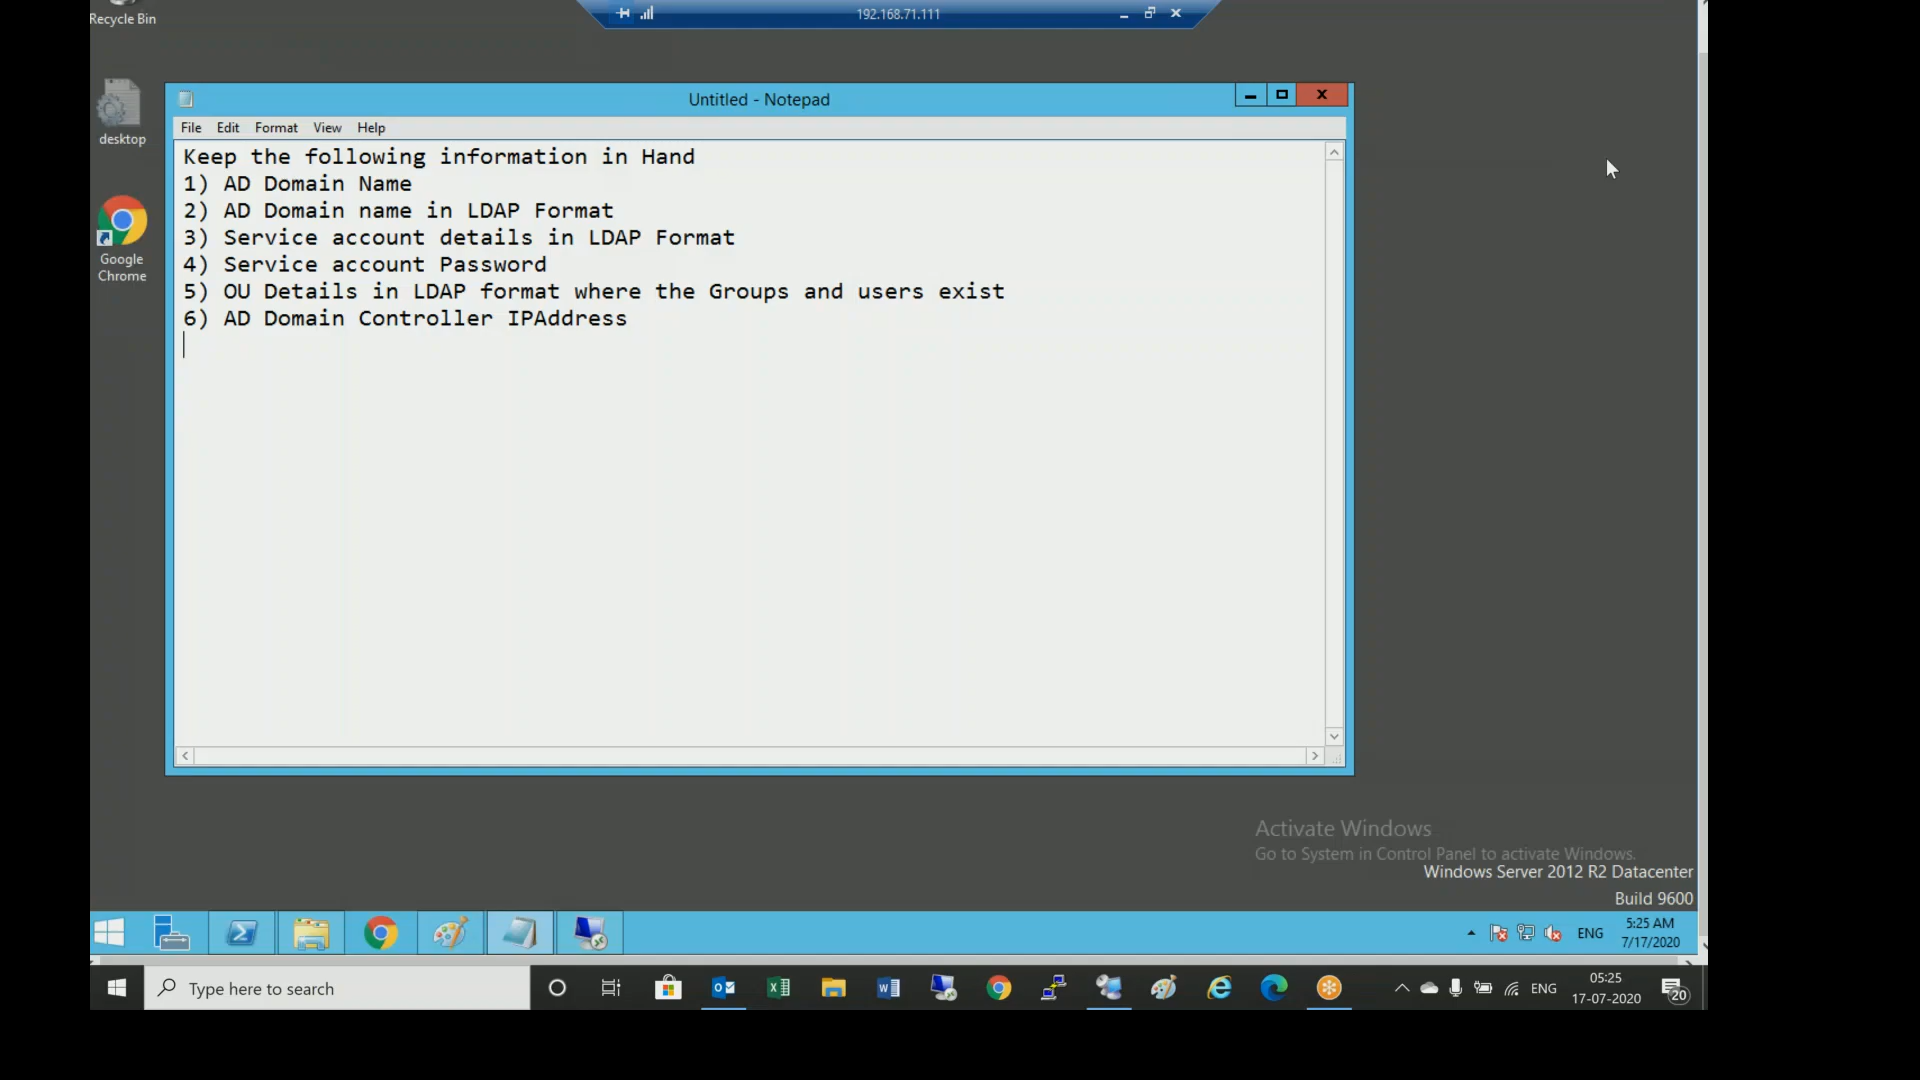 Recycle Bin
192.168.71.111
desktop
Untitled - Notepad
File Edit Format View Help
Keep the following information in Hand
1) AD Domain Name
2) AD Domain name in LDAP Format
3) Service account details in LDAP Format
4) Service account Password
5) OU Details in LDAP format where the Groups and users exist
6) AD Domain Controller IPAddress
Google
Chrome
Activate Windows
Go to System in Control Panel to activate Windows.
Windows Server 2012 R2 Datacenter
Build 9600
ENG
5:25 AM
7/17/2020
Type here to search
ENG
05:25
17-07-2020
20